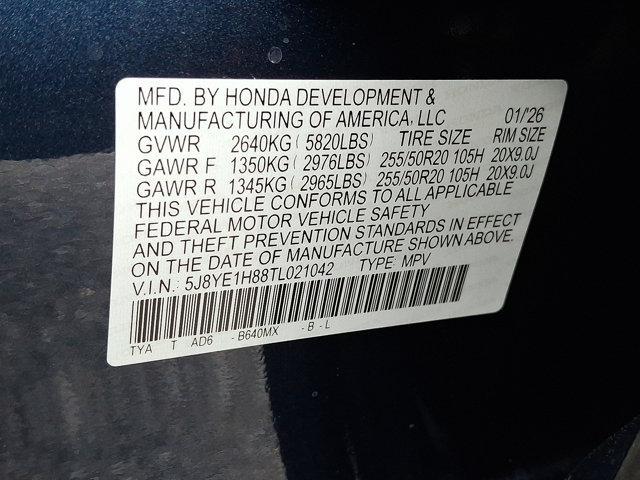 MFD. BY HONDA DEVELOPMENT &
MANUFACTURING OF AMERICA, LLC 01/'26
GVWR 2640KG ( 5820LBS) TIRE SIZE RIM SIZE
GAWR F 1350KG ( 2976LBS) 255/50R20 105H 20X9.0J
GAWR R 1345KG ( 2965LBS) 255/50R20 105H 20X9.0J
THIS VEHICLE CONFORMS TO ALL APPLICABLE
FEDERAL MOTOR VEHICLE SAFETY
AND THEFT PREVENTION STANDARDS IN EFFECT
ON THE DATE OF MANUFACTURE SHOWN ABOVE.
V.I.N.: 5J8YE1H88TL021042 TYPE: MPV
TYA T AD6 - B640MX - B - L